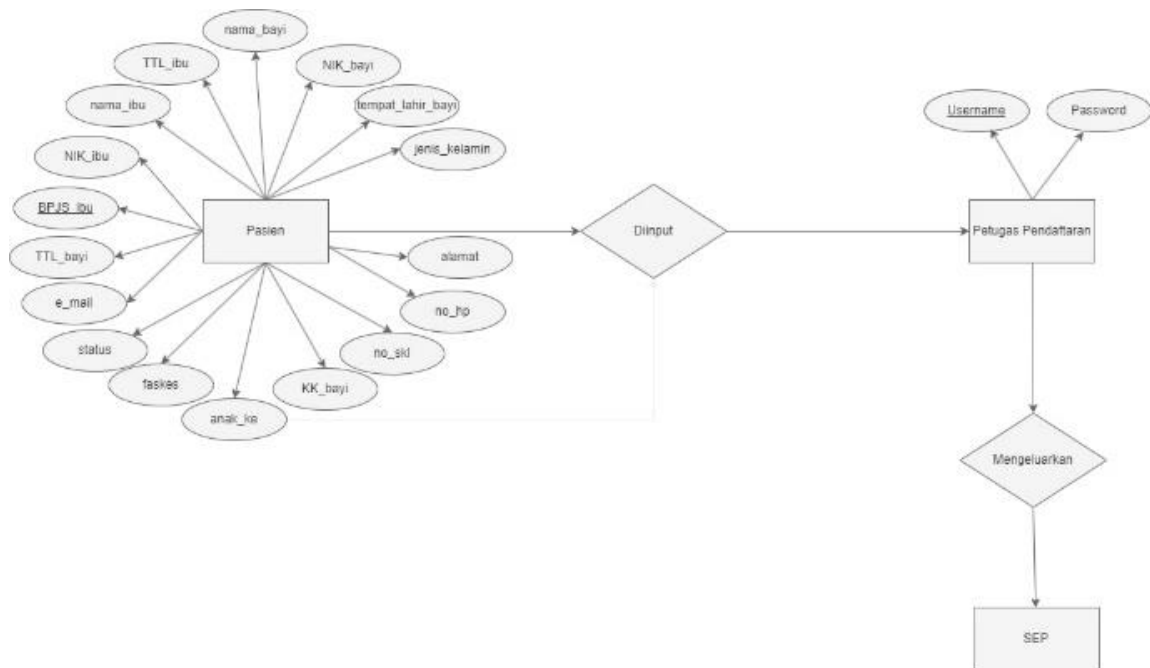 nama_bayi
TTL_ibu
NIK_bayi
nama_ibu
tempat_lahir_bayi
jenis_kelamin
NIK_ibu
BPJS_ibu
TTL_bayi
e_mail
status
faskes
anak_ke
KK_bayi
no_skl
no_hp
alamat
Pasien
DiInput
Username
Password
Petugas Pendaftaran
Mengeluarkan
SEP